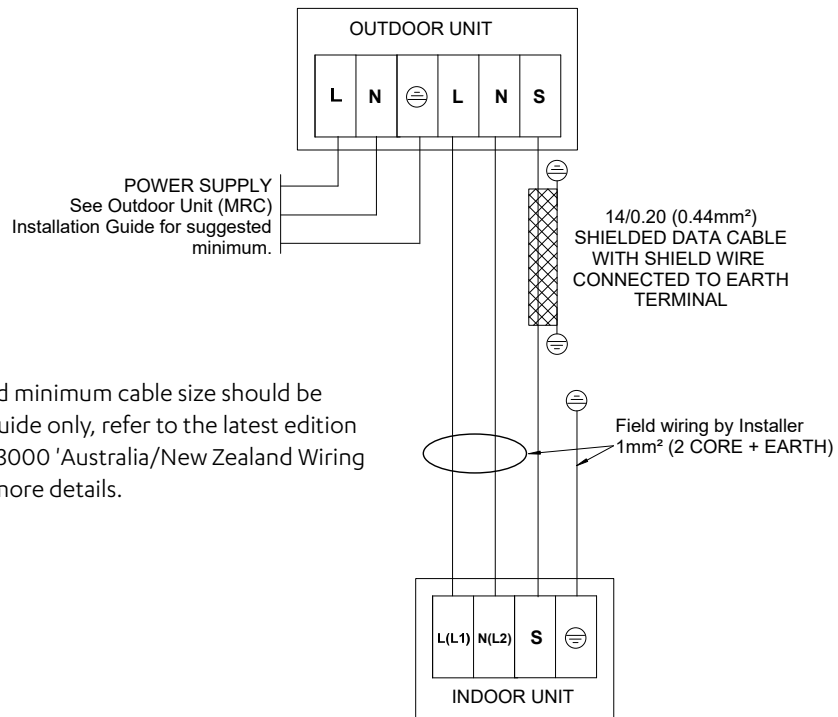 OUTDOOR UNIT
L N L N S
POWER SUPPLY
See Outdoor Unit (MRC)
Installation Guide for suggested
minimum.
14/0.20 (0.44mm²)
SHIELDED DATA CABLE
WITH SHIELD WIRE
CONNECTED TO EARTH
TERMINAL
minimum cable size should be
only, refer to the latest edition
3000 'Australia/New Zealand Wiring
more details.
Field wiring by Installer
1mm² (2 CORE + EARTH)
L(L1) N(L2) S
INDOOR UNIT